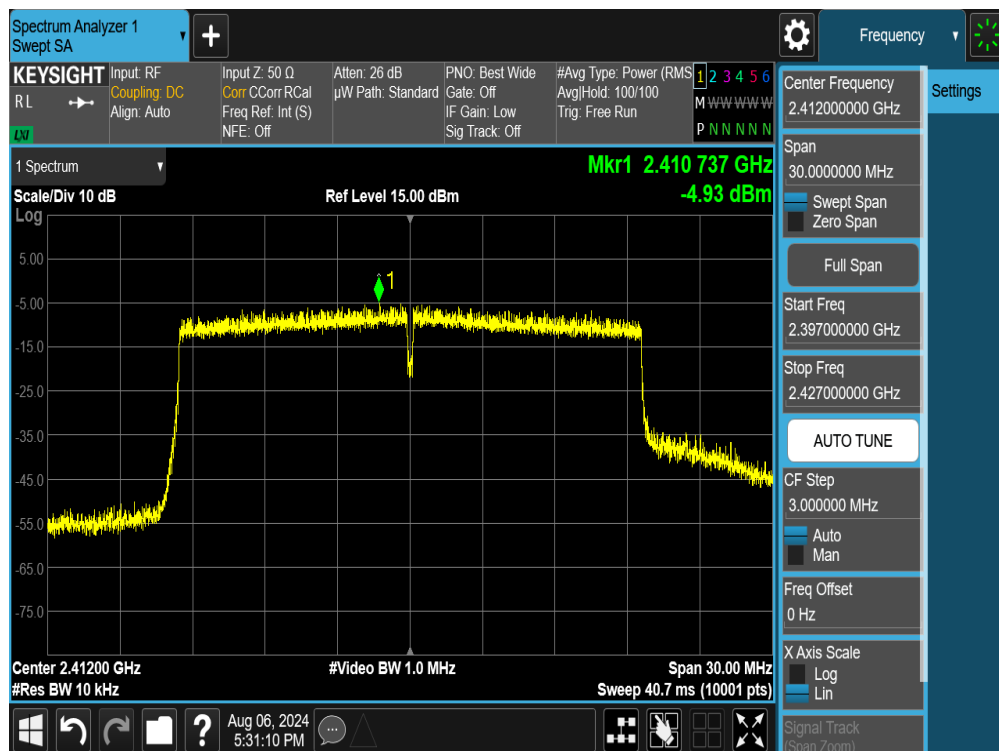 Spectrum Analyzer 1
Swept SA
+
Frequency
KEYSIGHT
RL
LXI
Input: RF
Coupling: DC
Align: Auto
Input Z: 50 Ω
Corr CCorr RCal
Freq Ref: Int (S)
NFE: Off
Atten: 26 dB
µW Path: Standard
PNO: Best Wide
Gate: Off
IF Gain: Low
Sig Track: Off
#Avg Type: Power (RMS
Avg|Hold: 100/100
Trig: Free Run
1 2 3 4 5 6
M W W W W W W
P N N N N N N
1 Spectrum
Mkr1 2.410 737 GHz
-4.93 dBm
Scale/Div 10 dB
Ref Level 15.00 dBm
Log
1
5.00
-5.00
-15.0
-25.0
-35.0
-45.0
-55.0
-65.0
-75.0
Center 2.41200 GHz
#Video BW 1.0 MHz
Span 30.00 MHz
#Res BW 10 kHz
Sweep 40.7 ms (10001 pts)
Center Frequency
2.412000000 GHz
Settings
Span
30.0000000 MHz
Swept Span
Zero Span
Full Span
Start Freq
2.397000000 GHz
Stop Freq
2.427000000 GHz
AUTO TUNE
CF Step
3.000000 MHz
Auto
Man
Freq Offset
0 Hz
X Axis Scale
Log
Lin
Signal Track
(Span Zoom)
?
Aug 06, 2024
5:31:10 PM